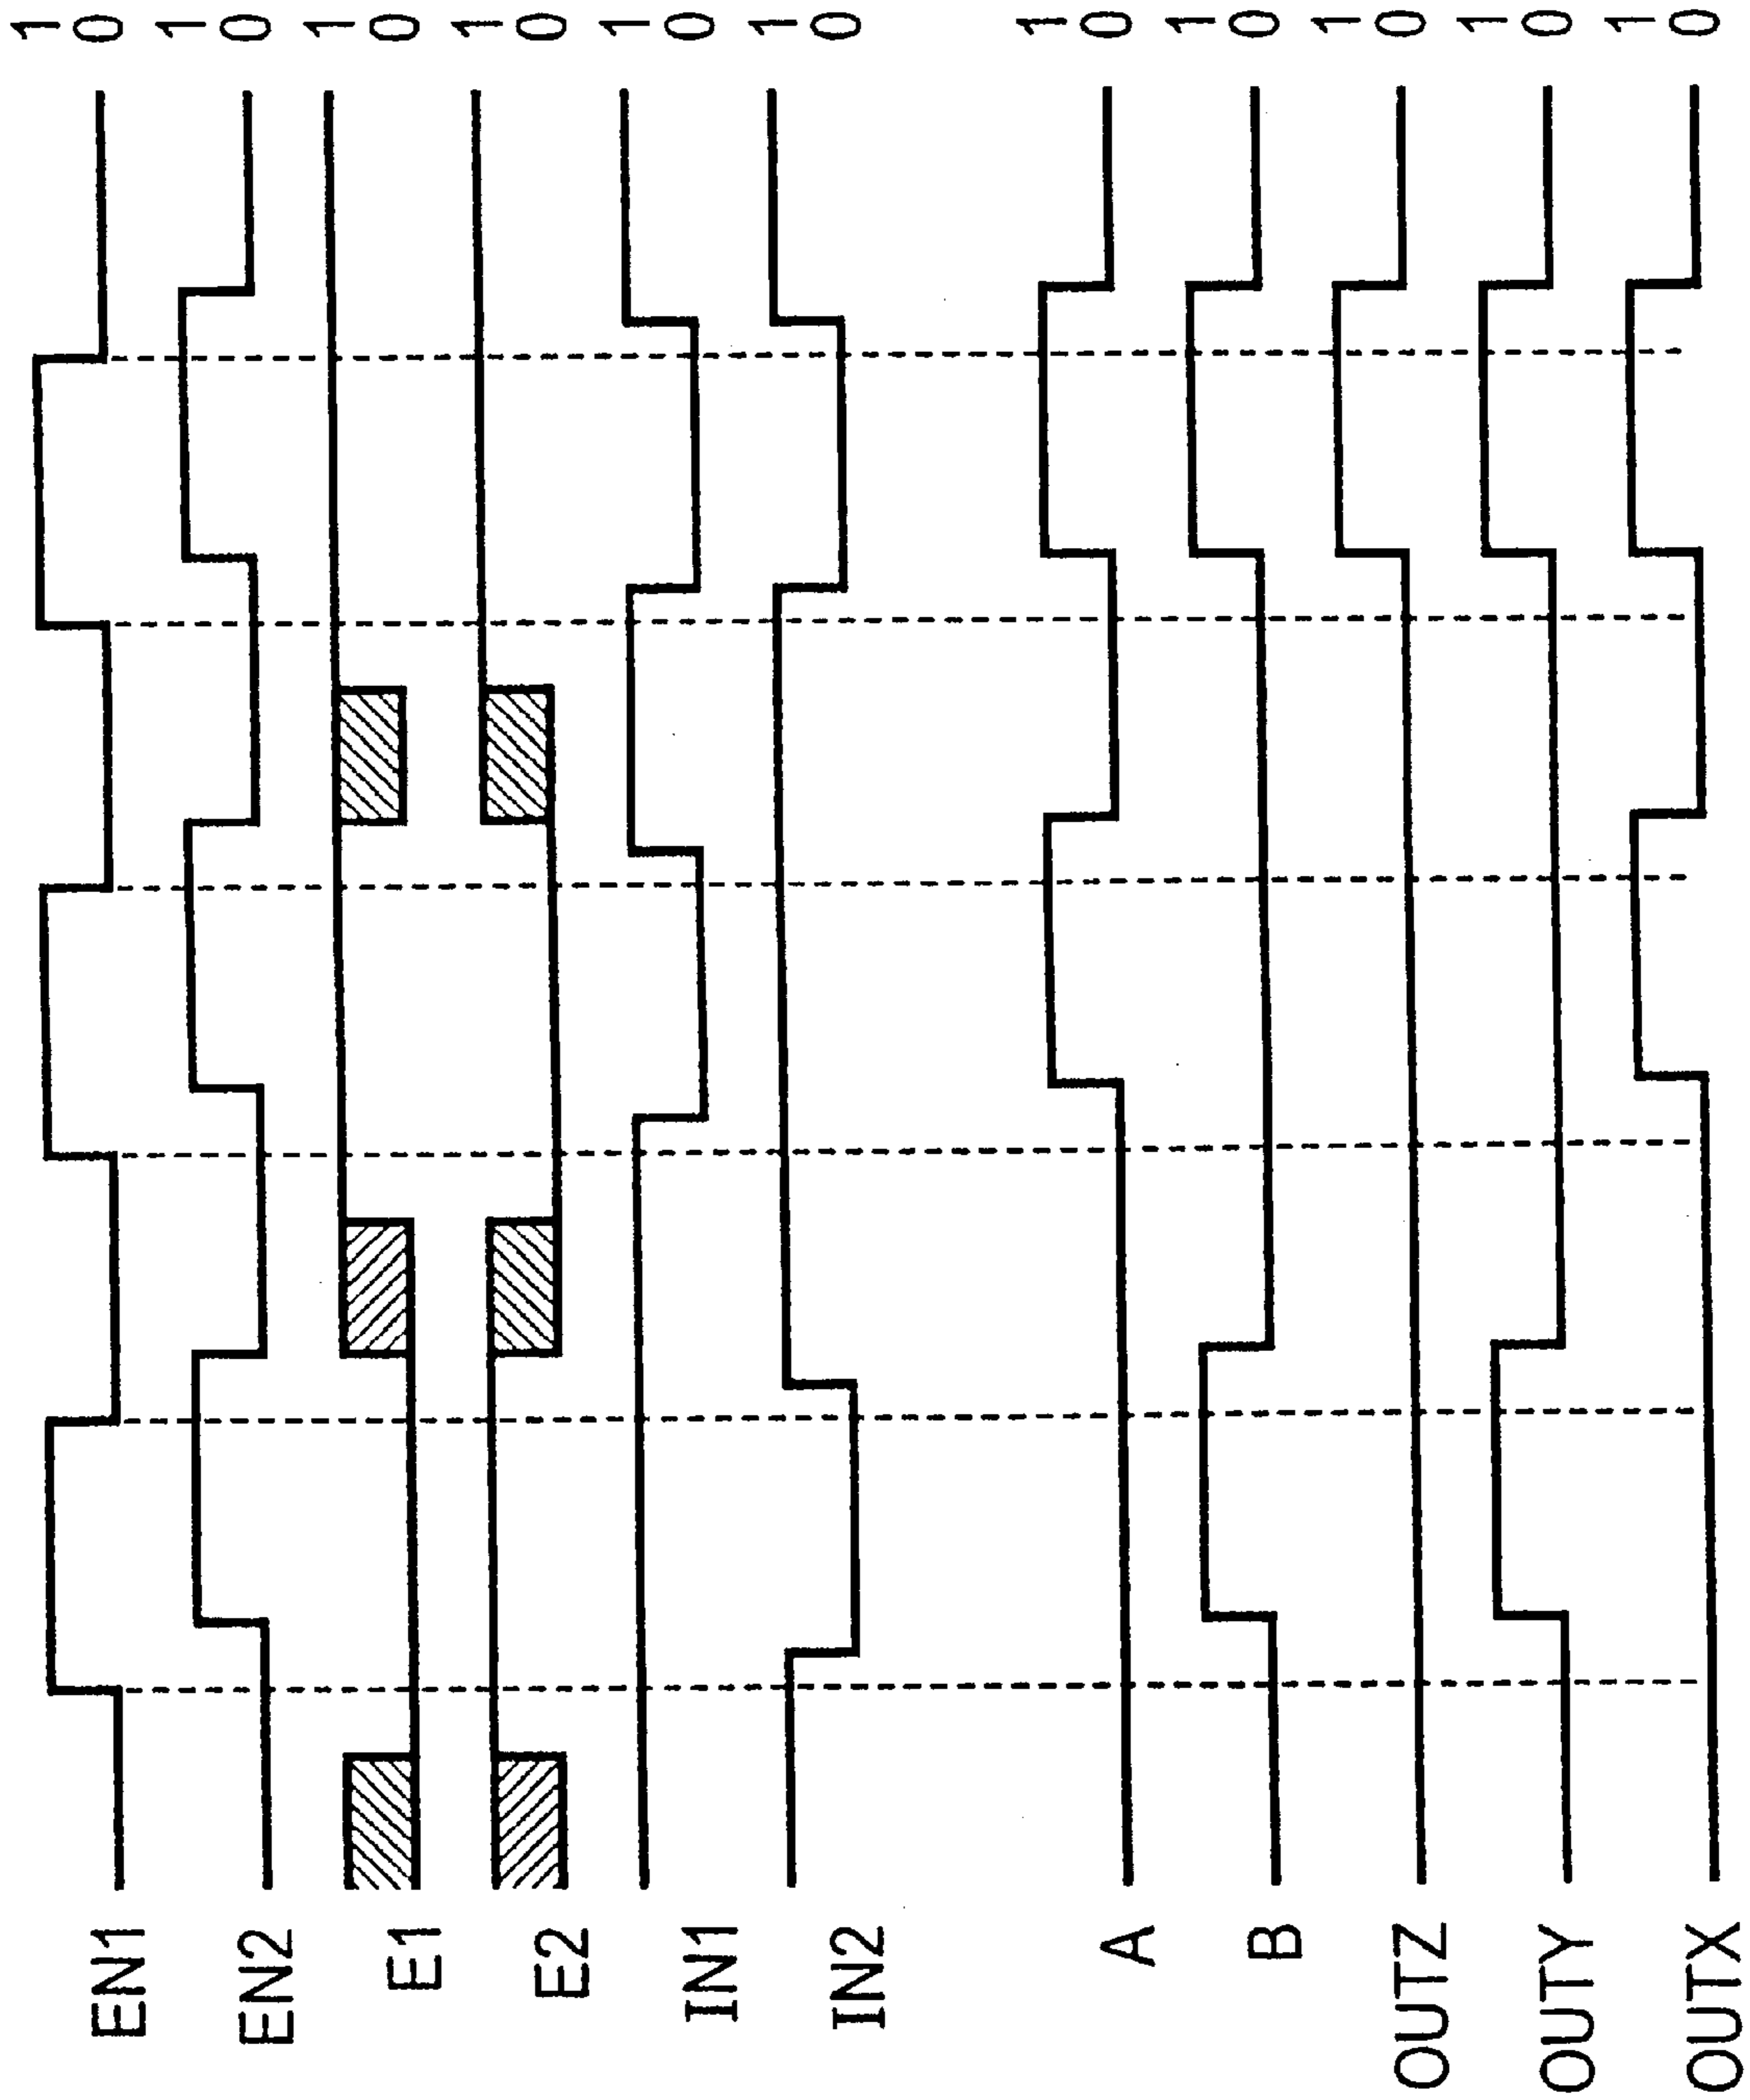 EN1 1 0
EN2 1 0
E1 1 0
E2 1 0
IN1 1 0
IN2 1 0
A 1 0
B 1 0
OUTZ 1 0
OUTY 1 0
OUTX 1 0